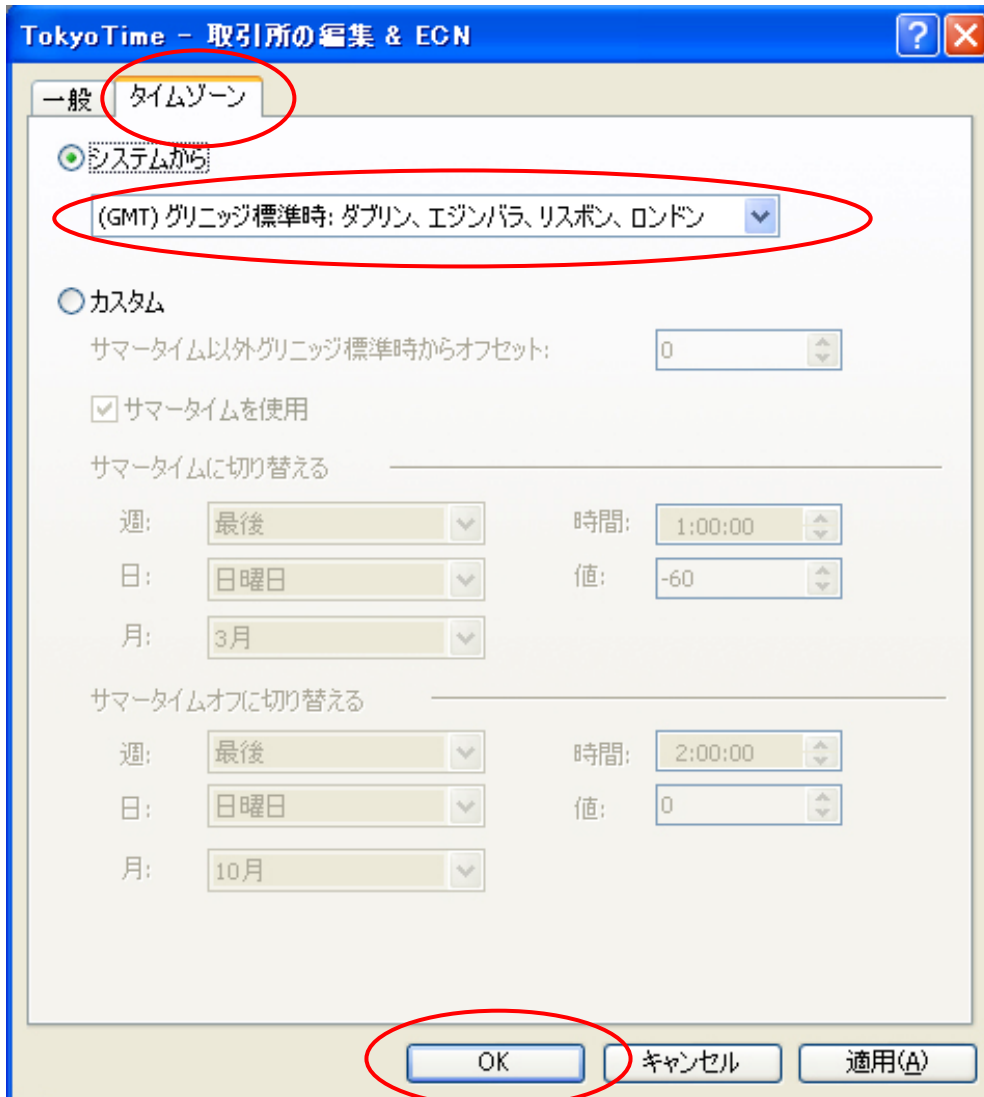 TokyoTime - 取引所の編集 & ECN
一般 タイムゾーン
システムから
(GMT) グリニッジ標準時: ダブリン、エジンバラ、リスボン、ロンドン
カスタム
サマータイム以外グリニッジ標準時からオフセット: 0
サマータイムを使用
サマータイムに切り替える
週: 最後 時間: 1:00:00
日: 日曜日 値: -60
月: 3月
サマータイムオフに切り替える
週: 最後 時間: 2:00:00
日: 日曜日 値: 0
月: 10月
OK キャンセル 適用(A)